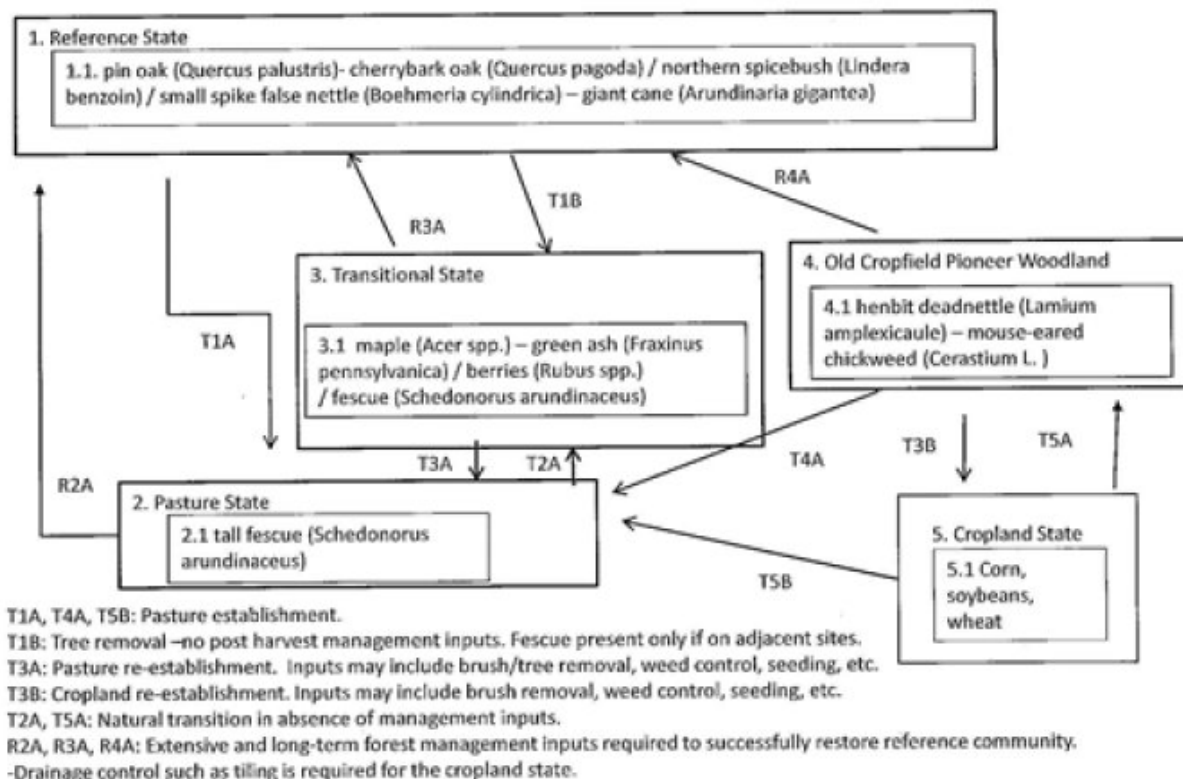 1. Reference State
1.1. pin oak (Quercus palustris)- cherrybark oak (Quercus pagoda) / northern spicebush (Lindera
benzoin) / small spike false nettle (Boehmeria cylindrica) – giant cane (Arundinaria gigantea)
R4A
T1B
R3A
3. Transitional State
3.1 maple (Acer spp.) – green ash (Fraxinus
pennsylvanica) / berries (Rubus spp.)
/ fescue (Schedonorus arundinaceus)
4. Old Cropfield Pioneer Woodland
4.1 henbit deadnettle (Lamium
amplexicaule) – mouse-eared
chickweed (Cerastium L. )
T1A
T3A
T2A
T4A
T3B
T5A
R2A
2. Pasture State
2.1 tall fescue (Schedonorus
arundinaceus)
T5B
5. Cropland State
5.1 Corn,
soybeans,
wheat
T1A, T4A, T5B: Pasture establishment.
T1B: Tree removal –no post harvest management inputs. Fescue present only if on adjacent sites.
T3A: Pasture re-establishment. Inputs may include brush/tree removal, weed control, seeding, etc.
T3B: Cropland re-establishment. Inputs may include brush removal, weed control, seeding, etc.
T2A, T5A: Natural transition in absence of management inputs.
R2A, R3A, R4A: Extensive and long-term forest management inputs required to successfully restore reference community.
-Drainage control such as tiling is required for the cropland state.